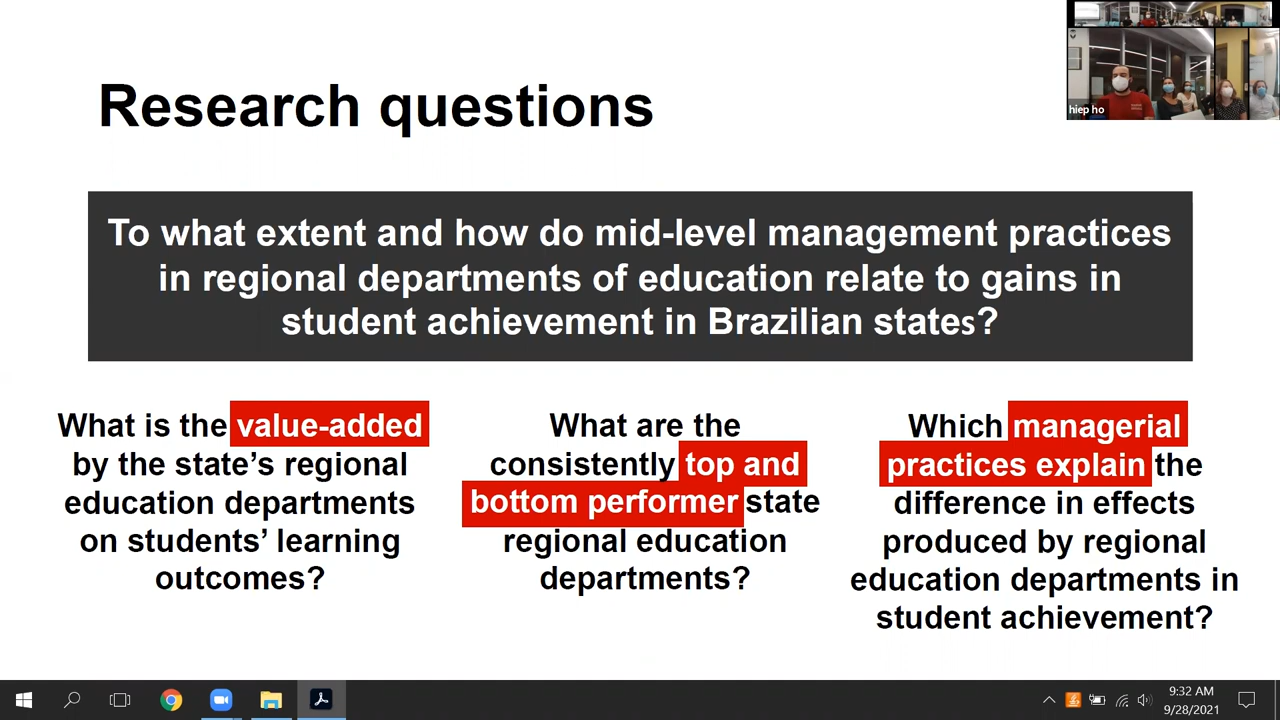 Research questions
hiep ho
To what extent and how do mid-level management practices
in regional departments of education relate to gains in
student achievement in Brazilian states?
What is the value-added
by the state’s regional
education departments
on students’ learning
outcomes?
What are the
consistently top and
bottom performer state
regional education
departments?
Which managerial
practices explain the
difference in effects
produced by regional
education departments in
student achievement?
9:32 AM
9/28/2021